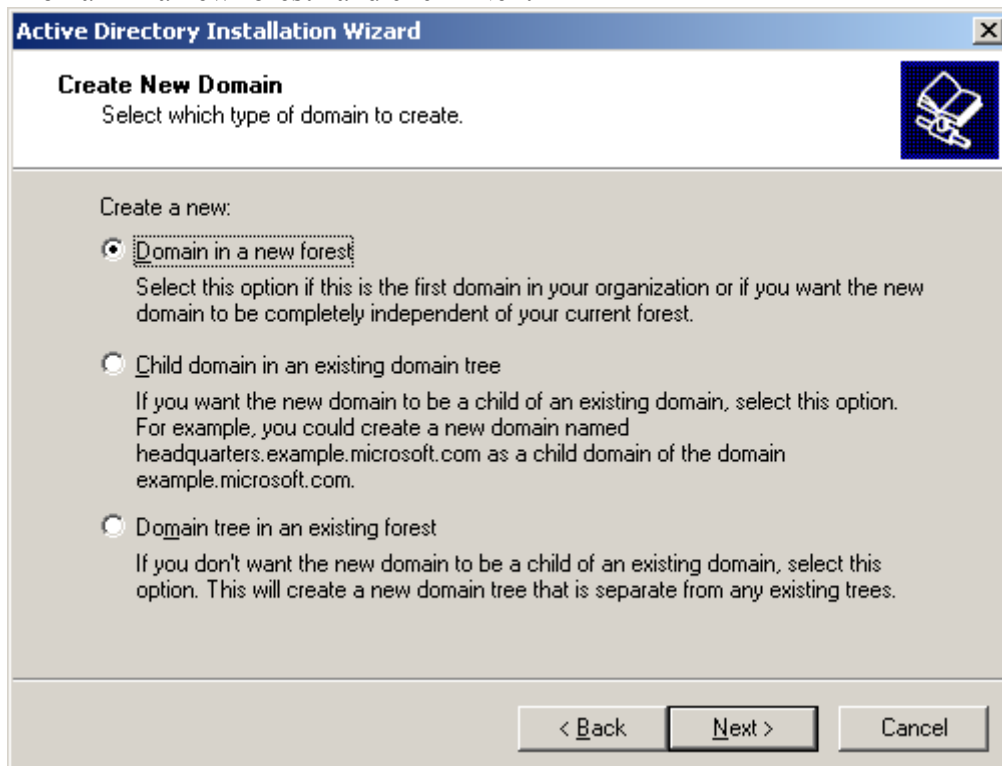 Active Directory Installation Wizard
Create New Domain
Select which type of domain to create.
Create a new:
Domain in a new forest
Select this option if this is the first domain in your organization or if you want the new
domain to be completely independent of your current forest.
Child domain in an existing domain tree
If you want the new domain to be a child of an existing domain, select this option.
For example, you could create a new domain named
headquarters.example.microsoft.com as a child domain of the domain
example.microsoft.com.
Domain tree in an existing forest
If you don't want the new domain to be a child of an existing domain, select this
option. This will create a new domain tree that is separate from any existing trees.
< Back Next > Cancel